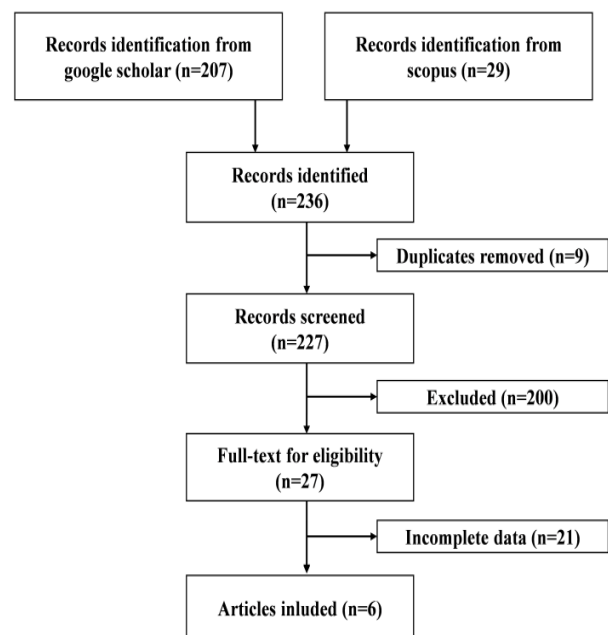 Records identification from
google scholar (n=207)
Records identification from
scopus (n=29)
Records identified
(n=236)
Duplicates removed (n=9)
Records screened
(n=227)
Excluded (n=200)
Full-text for eligibility
(n=27)
Incomplete data (n=21)
Articles inluded (n=6)